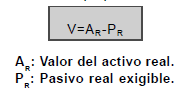 V=AR-PR
AR: Valor del activo real.
PR: Pasivo real exigible.